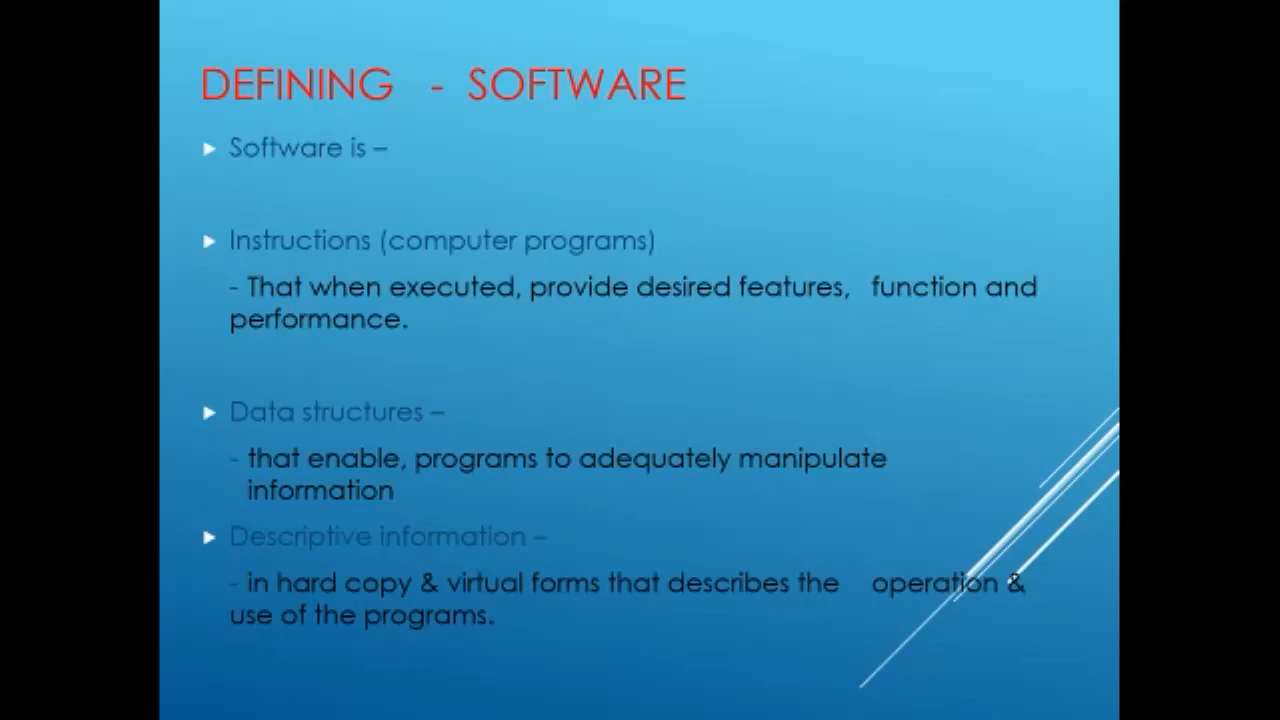 DEFINING - SOFTWARE
Software is –
Instructions (computer programs)
- That when executed, provide desired features, function and
performance.
Data structures –
- that enable, programs to adequately manipulate
information
Descriptive information –
- in hard copy & virtual forms that describes the operation &
use of the programs.